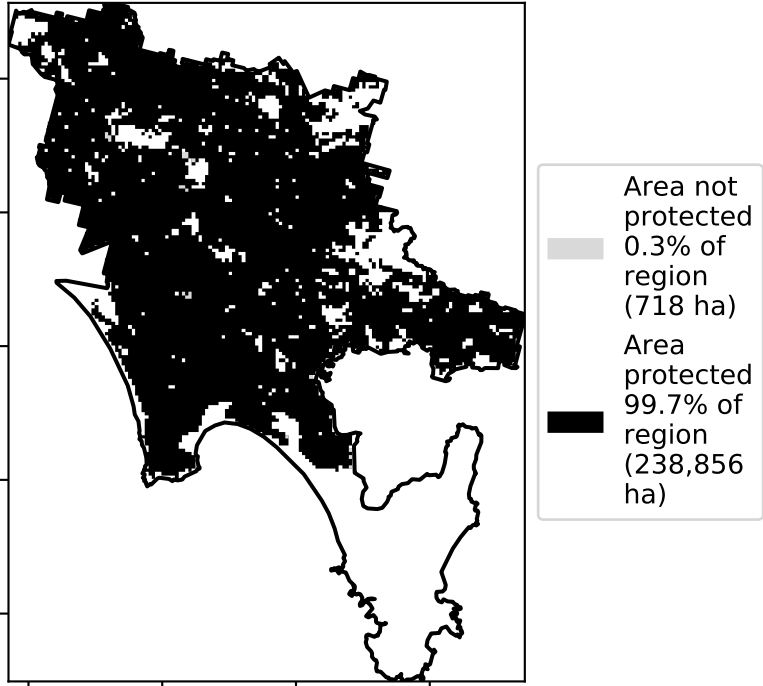 Area not
protected
0.3% of
region
(718 ha)
Area
protected
99.7% of
region
(238,856
ha)